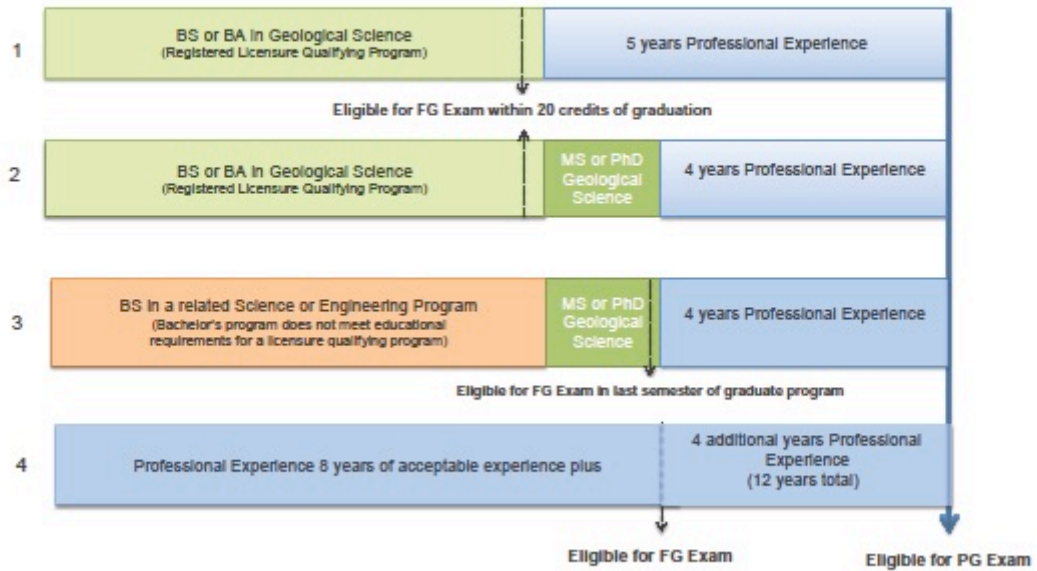 1
BS or BA in Geological Science
(Registered Licensure Qualifying Program)
5 years Professional Experience
Eligible for FG Exam within 20 credits of graduation
2
BS or BA in Geological Science
(Registered Licensure Qualifying Program)
MS or PhD
Geological
Science
4 years Professional Experience
3
BS in a related Science or Engineering Program
(Bachelor's program does not meet educational
requirements for a licensure qualifying program)
MS or PhD
Geological
Science
4 years Professional Experience
Eligible for FG Exam in last semester of graduate program
4
Professional Experience 8 years of acceptable experience plus
4 additional years Professional
Experience
(12 years total)
Eligible for FG Exam
Eligible for PG Exam